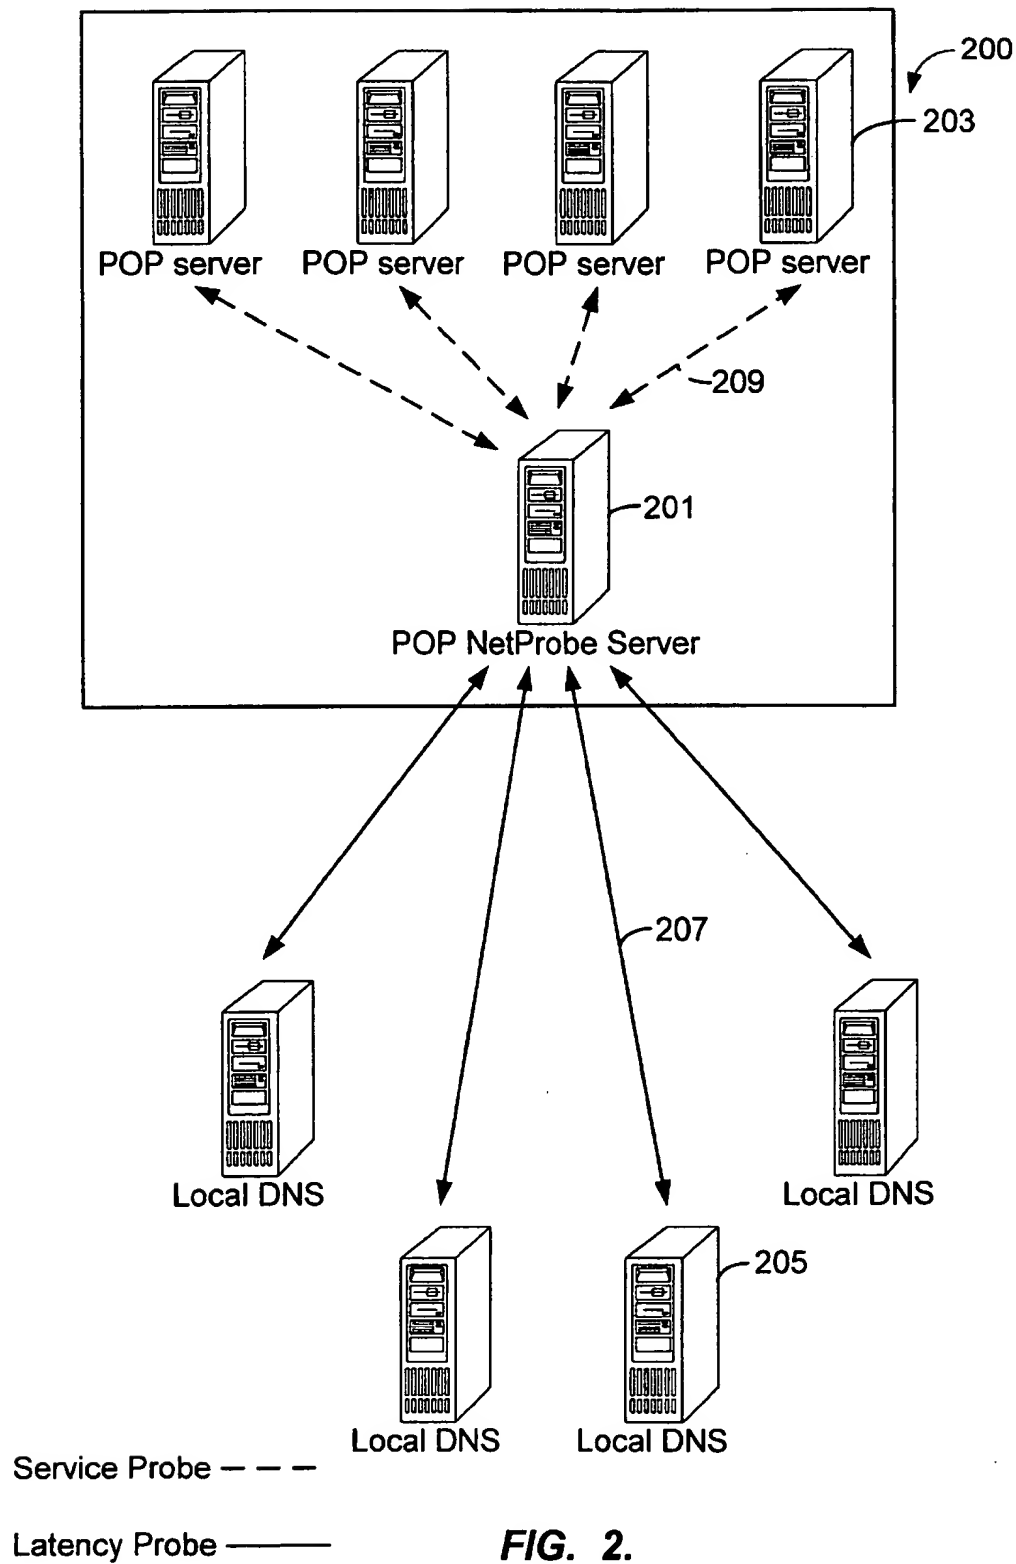 200
203
POP server
POP server
POP server
POP server
209
201
POP NetProbe Server
207
Local DNS
Local DNS
205
Local DNS
Local DNS
Service Probe
Latency Probe
FIG. 2.